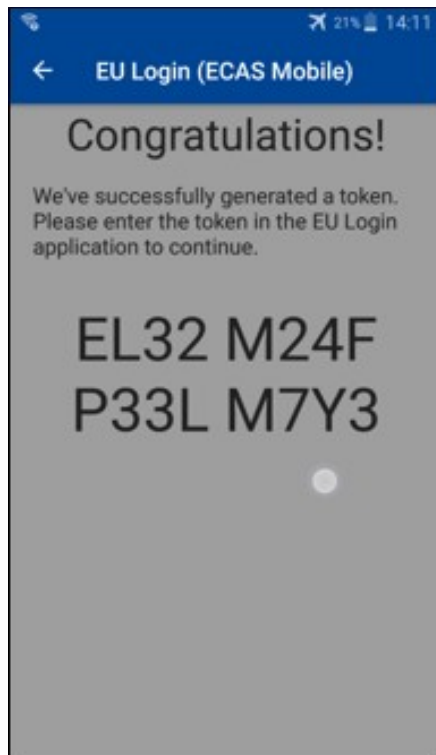 21% 14:11
EU Login (ECAS Mobile)
Congratulations!
We've successfully generated a token.
Please enter the token in the EU Login
application to continue.
EL32 M24F
P33L M7Y3